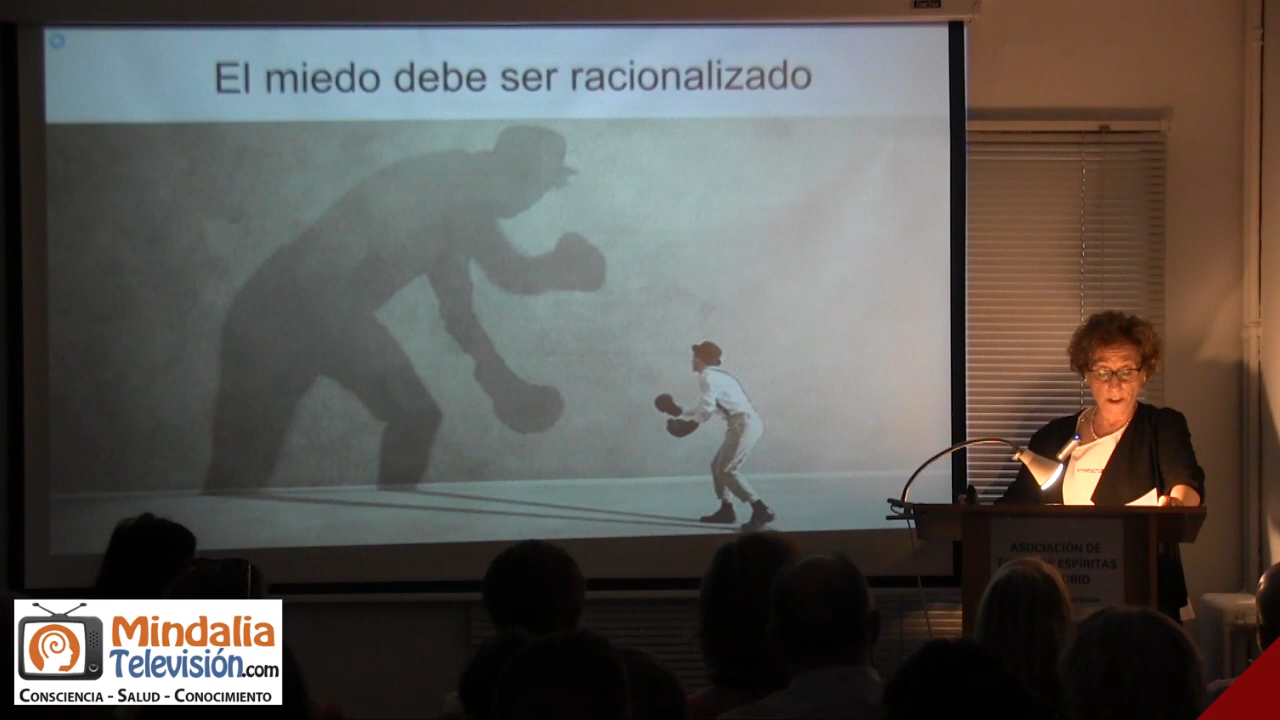 El miedo debe ser racionalizado
ASOCIACIÓN DE
ESPÍRITAS
Mindalia
Televisión.com
CONSCIENCIA - SALUD - CONOCIMIENTO